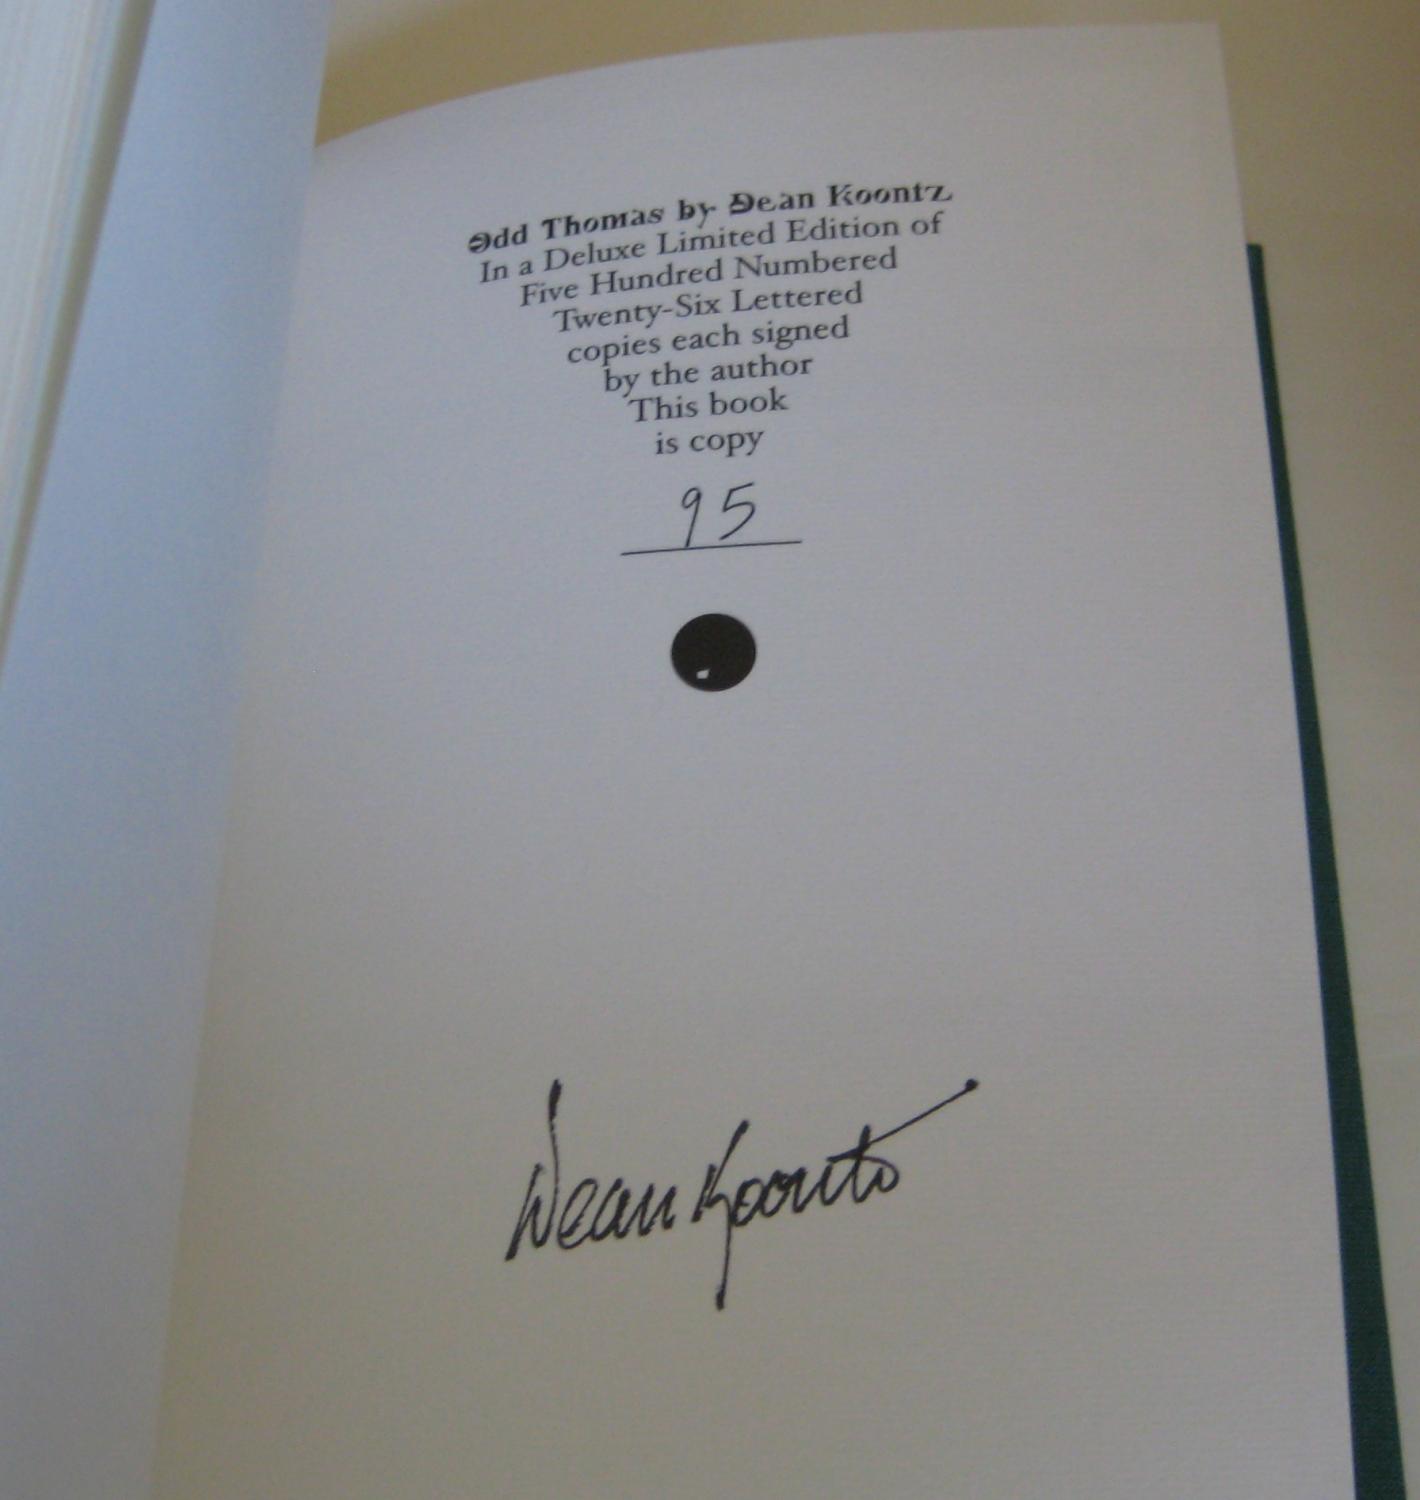 Odd Thomas by Dean Koontz
In a Deluxe Limited Edition of
Five Hundred Numbered
Twenty-Six Lettered
copies each signed
by the author
This book
is copy
95
Dean Koontz